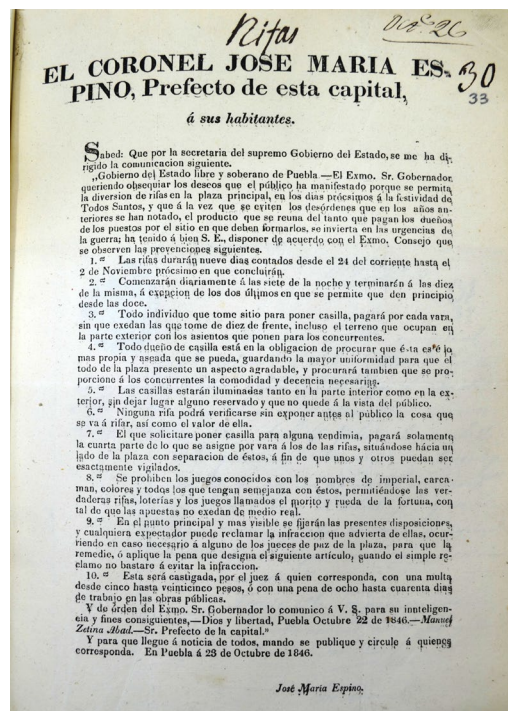 Rifas
Oct.e 26
EL CORONEL JOSE MARIA ES-
PINO, Prefecto de esta capital,
30
33
á sus habitantes.
Sabed: Que por la secretaria del supremo Gobierno del Estado, se me ha di-
rigido la comunicacion siguiente.
„Gobierno del Estado libre y soberano de Puebla.—El Exmo. Sr. Gobernador,
queriendo obsequiar los deseos que el público ha manifestado porque se permita
la diversion de rifas en la plaza principal, en los dias prócsimos á la festividad de
Todos Santos, y que á la vez que se eviten los desórdenes que en los años an-
teriores se han notado, el producto que se reuna del tanto que pagan los dueños
de los puestos por el sitio en que deben formarlos, se invierta en las urgencias de
la guerra; ha tenido á bien S. E., disponer de acuerdo con el Exmo. Consejo que
se observen las prevenciones siguientes.
1.ª Las rifas durarán nueve dias contados desde el 24 del corriente hasta el
2 de Noviembre prócsimo en que concluirán.
2.ª Comenzarán diariamente á las siete de la noche y terminarán á las diez
de la misma, á excepcion de los dos últimos en que se permite que den principio
desde las doce.
3.ª Todo individuo que tome sitio para poner casilla, pagará por cada vara,
sin que exedan las que tome de diez de frente, incluso el terreno que ocupan en
la parte exterior con los asientos que ponen para los concurrentes.
4.ª Todo dueño de casilla está en la obligacion de procurar que ésta esté lo
mas propia y aseada que se pueda, guardando la mayor uniformidad para que el
todo de la plaza presente un aspecto agradable, y procurará tambien que se pro-
porcione á los concurrentes la comodidad y decencia necesarias.
5.ª Las casillas estarán iluminadas tanto en la parte interior como en la ex-
terior, sin dejar lugar alguno reservado y que no quede á la vista del público.
6.ª Ninguna rifa podrá verificarse sin exponer antes al público la cosa que
se va á rifar, así como el valor de ella.
7.ª El que solicitare poner casilla para alguna vendimia, pagará solamente
la cuarta parte de lo que se asigne por vara á los de las rifas, situándose hácia un
lado de la plaza con separacion de éstos, á fin de que unos y otros puedan ser
exactamente vigilados.
8.ª Se prohiben los juegos conocidos con los nombres de imperial, carca-
man, colores y todos los que tengan semejanza con éstos, permitiéndose las ver-
daderas rifas, loterías y los juegos llamados el morito y rueda de la fortuna, con
tal de que las apuestas no exedan de medio real.
9.ª En el punto principal y mas visible se fijarán las presentes disposiciones,
y cualquiera expectador puede reclamar la infraccion que advierta de ellas, ocur-
riendo en caso necesario á alguno de los jueces de paz de la plaza, para que la
remedie, ó aplique la pena que designa el siguiente artículo, cuando el simple re-
clamo no bastaro á evitar la infraccion.
10.ª Esta será castigada, por el juez á quien corresponda, con una multa
desde cinco hasta veinticinco pesos, ó con una pena de ocho hasta cuarenta dias
de trabajo en las obras públicas.
Y de órden del Exmo. Sr. Gobernador lo comunico á V. S. para su innteligen-
cia y fines consiguientes,—Dios y libertad, Puebla Octubre 22 de 1846.—Manuel
Zetina Abad.—Sr. Prefecto de la capital."
Y para que llegue á noticia de todos, mando se publique y circule á quienes
corresponda. En Puebla á 23 de Octubre de 1846.
José Maria Espino.